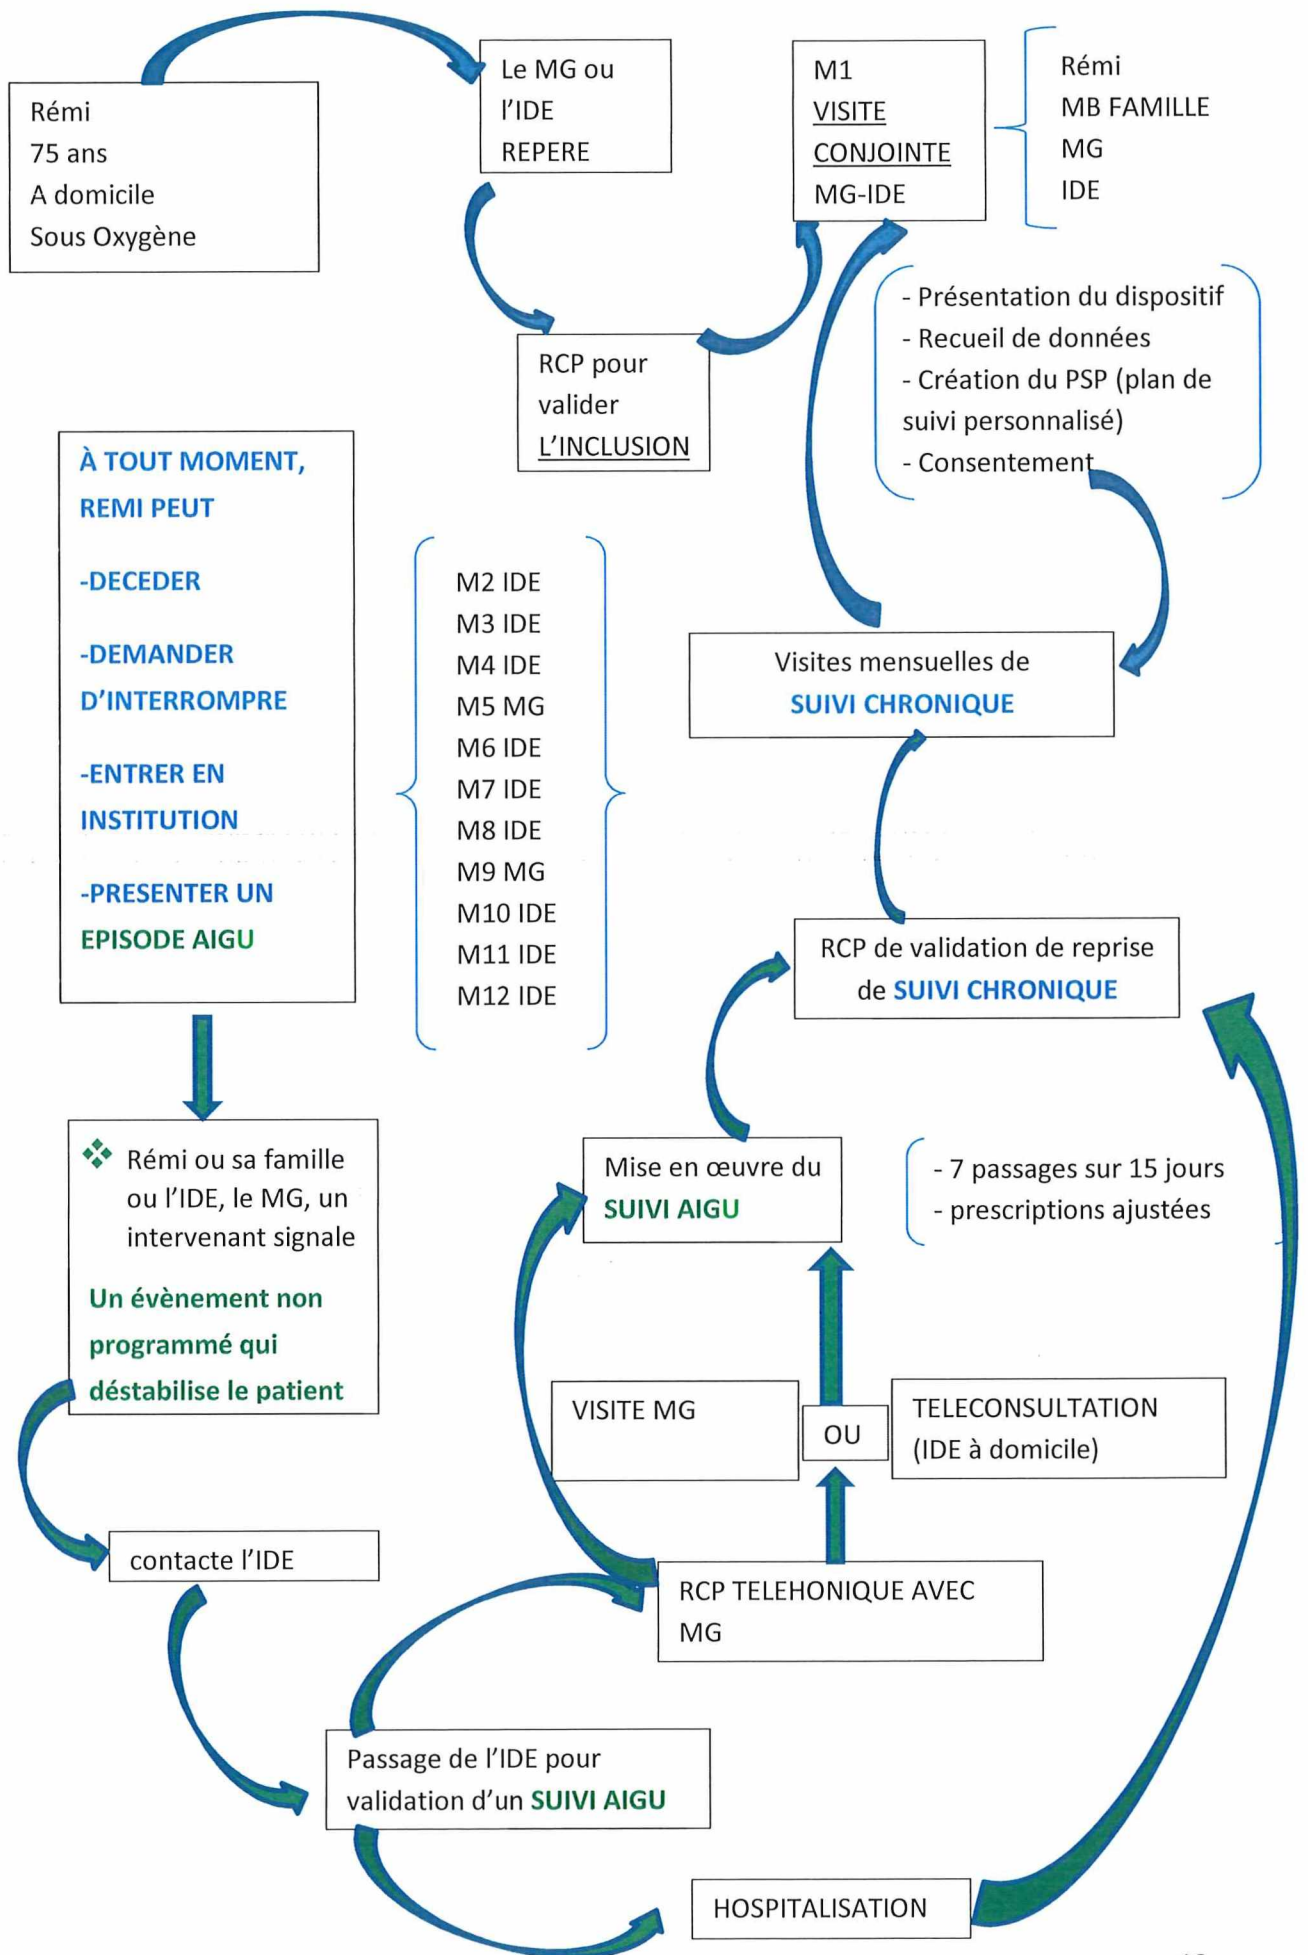 Rémi
75 ans
A domicile
Sous Oxygène
Le MG ou
l'IDE
REPERE
M1
VISITE
CONJOINTE
MG-IDE
Rémi
MB FAMILLE
MG
IDE
- Présentation du dispositif
- Recueil de données
- Création du PSP (plan de
suivi personnalisé)
- Consentement
RCP pour
valider
L'INCLUSION
À TOUT MOMENT,
REMI PEUT
-DECEDER
-DEMANDER
D'INTERROMPRE
-ENTRER EN
INSTITUTION
-PRESENTER UN
EPISODE AIGU
M2 IDE
M3 IDE
M4 IDE
M5 MG
M6 IDE
M7 IDE
M8 IDE
M9 MG
M10 IDE
M11 IDE
M12 IDE
Visites mensuelles de
SUIVI CHRONIQUE
RCP de validation de reprise
de SUIVI CHRONIQUE
Rémi ou sa famille
ou l'IDE, le MG, un
intervenant signale
Un évènement non
programmé qui
déstabilise le patient
Mise en œuvre du
SUIVI AIGU
- 7 passages sur 15 jours
- prescriptions ajustées
VISITE MG
OU
TELECONSULTATION
(IDE à domicile)
contacte l'IDE
RCP TELEHONIQUE AVEC
MG
Passage de l'IDE pour
validation d'un SUIVI AIGU
HOSPITALISATION